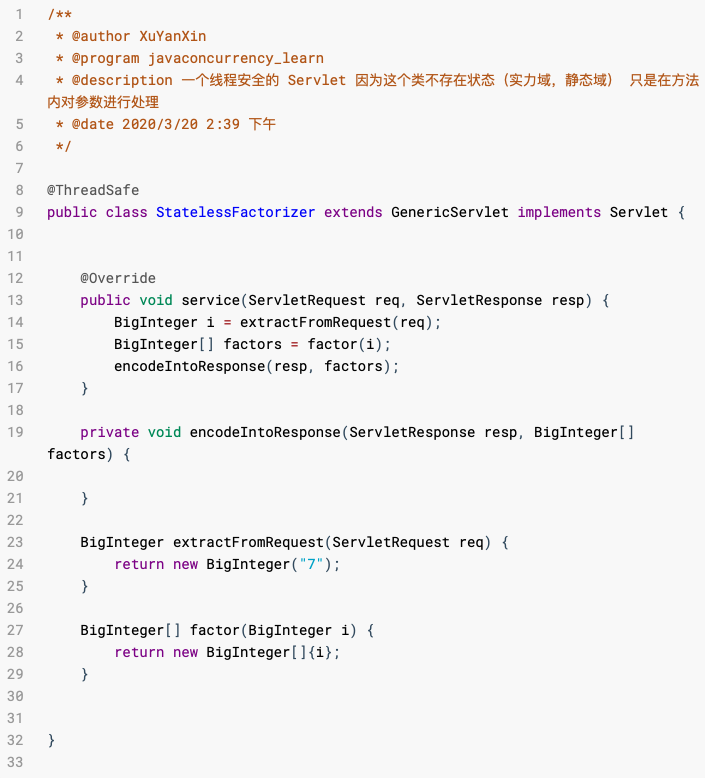 1 /**
2  * @author XuYanXin
3  * @program javaconcurrency_learn
4  * @description 一个线程安全的 Servlet 因为这个类不存在状态（实力域，静态域） 只是在方法
内对参数进行处理
5  * @date 2020/3/20 2:39 下午
6  */
7
8 @ThreadSafe
9 public class StatelessFactorizer extends GenericServlet implements Servlet {
10
11
12     @Override
13     public void service(ServletRequest req, ServletResponse resp) {
14         BigInteger i = extractFromRequest(req);
15         BigInteger[] factors = factor(i);
16         encodeIntoResponse(resp, factors);
17     }
18
19     private void encodeIntoResponse(ServletResponse resp, BigInteger[]
factors) {
20
21     }
22
23     BigInteger extractFromRequest(ServletRequest req) {
24         return new BigInteger("7");
25     }
26
27     BigInteger[] factor(BigInteger i) {
28         return new BigInteger[]{i};
29     }
30
31
32 }
33